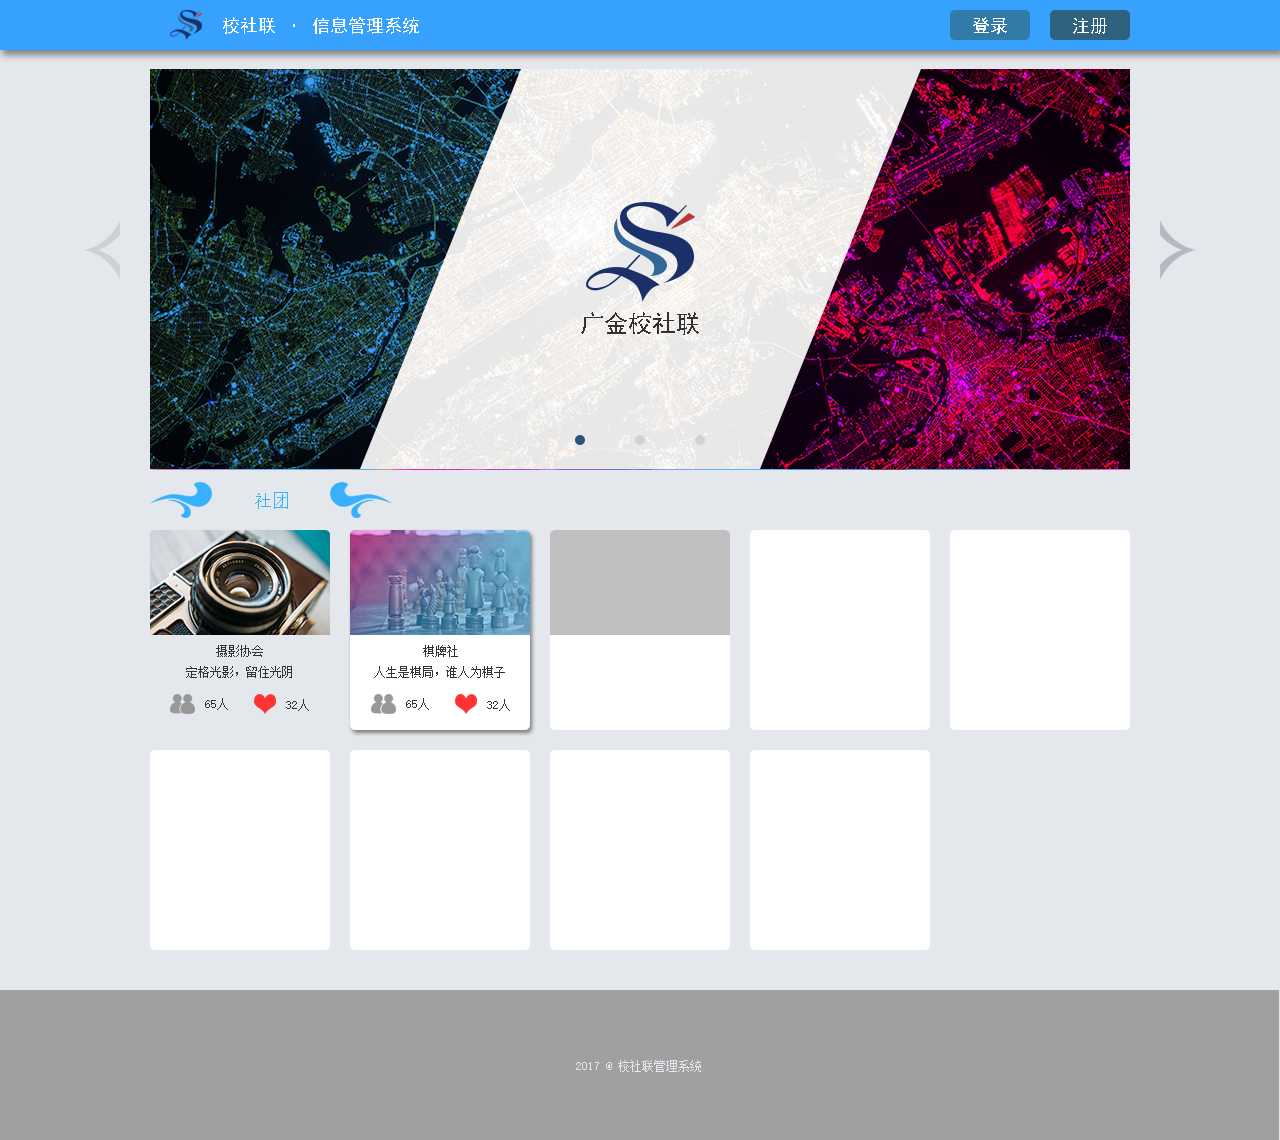 校社联 · 信息管理系统
登录
注册
广金校社联
社团
摄影协会
定格光影，留住光阴
65人
32人
棋牌社
人生是棋局，谁人为棋子
65人
32人
2017 @ 校社联管理系统